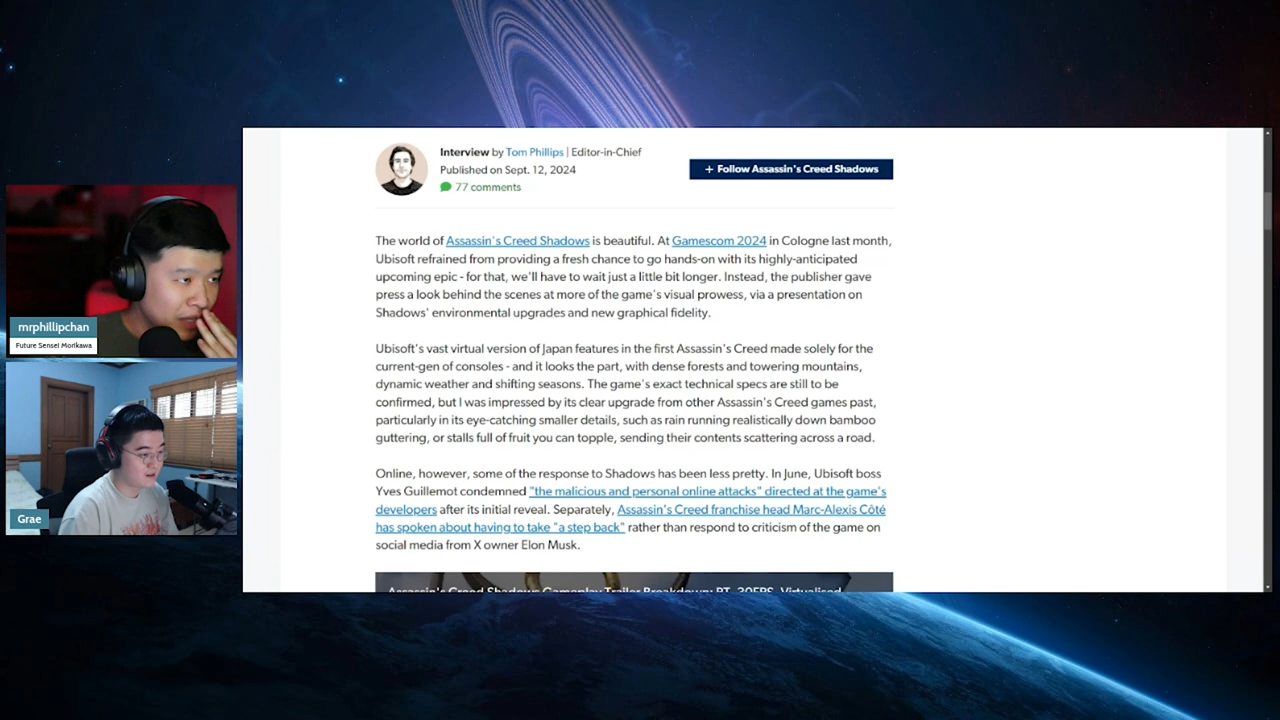 Interview by Tom Phillips | Editor-in-Chief
Published on Sept. 12, 2024
77 comments
+ Follow Assassin's Creed Shadows
The world of Assassin's Creed Shadows is beautiful. At Gamescom 2024 in Cologne last month,
Ubisoft refrained from providing a fresh chance to go hands-on with its highly-anticipated
upcoming epic - for that, we'll have to wait just a little bit longer. Instead, the publisher gave
press a look behind the scenes at more of the game's visual prowess, via a presentation on
Shadows' environmental upgrades and new graphical fidelity.
Ubisoft's vast virtual version of Japan features in the first Assassin's Creed made solely for the
current-gen of consoles - and it looks the part, with dense forests and towering mountains,
dynamic weather and shifting seasons. The game's exact technical specs are still to be
confirmed, but I was impressed by its clear upgrade from other Assassin's Creed games past,
particularly in its eye-catching smaller details, such as rain running realistically down bamboo
guttering, or stalls full of fruit you can topple, sending their contents scattering across a road.
Online, however, some of the response to Shadows has been less pretty. In June, Ubisoft boss
Yves Guillemot condemned "the malicious and personal online attacks" directed at the game's
developers after its initial reveal. Separately, Assassin's Creed franchise head Marc-Alexis Côté
has spoken about having to take "a step back" rather than respond to criticism of the game on
social media from X owner Elon Musk.
Assassin's Creed Shadows Gameplay Trailer Breakdown: RT, 30FPS, Virtualised
mrphillipchan
Future Sensei Morikawa
Grae